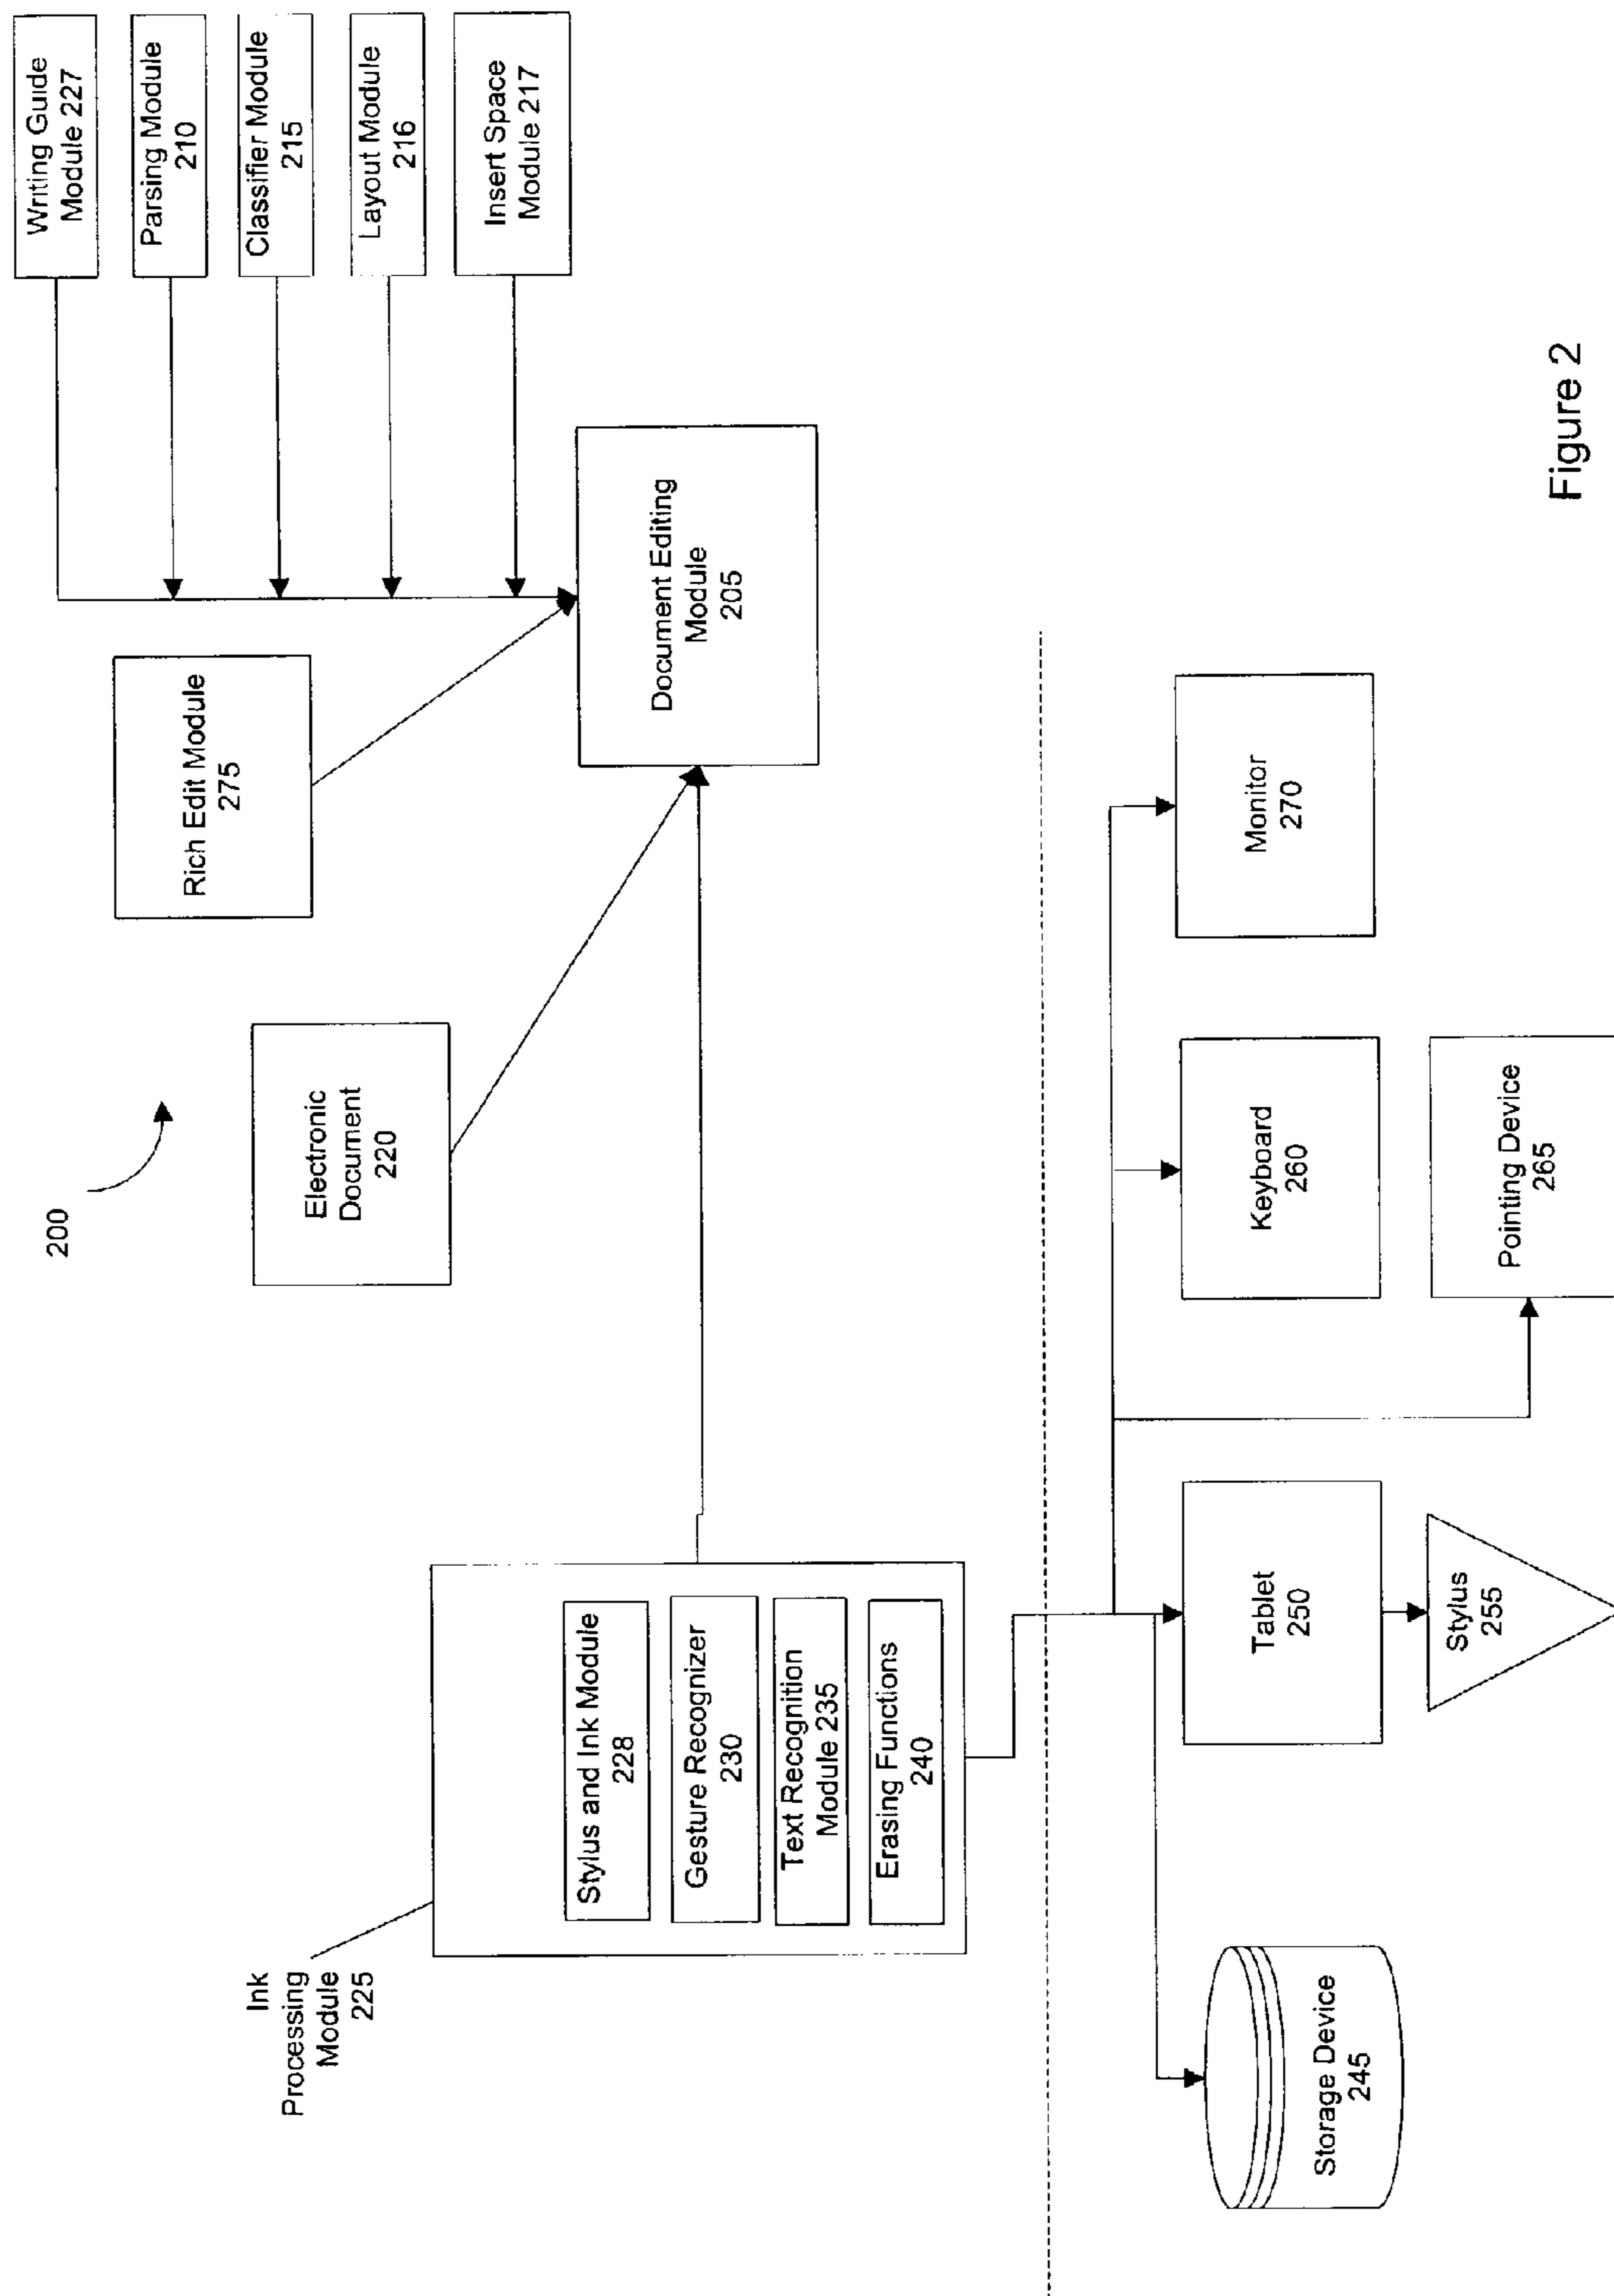 200
Writing Guide
Module 227
Parsing Module
210
Classifier Module
215
Layout Module
216
Insert Space
Module 217
Rich Edit Module
275
Electronic
Document
220
Document Editing
Module
205
Ink
Processing
Module
225
Stylus and Ink Module
228
Gesture Recognizer
230
Text Recognition
Module 235
Erasing Functions
240
Storage Device
245
Tablet
250
Stylus
255
Keyboard
260
Pointing Device
265
Monitor
270
Figure 2